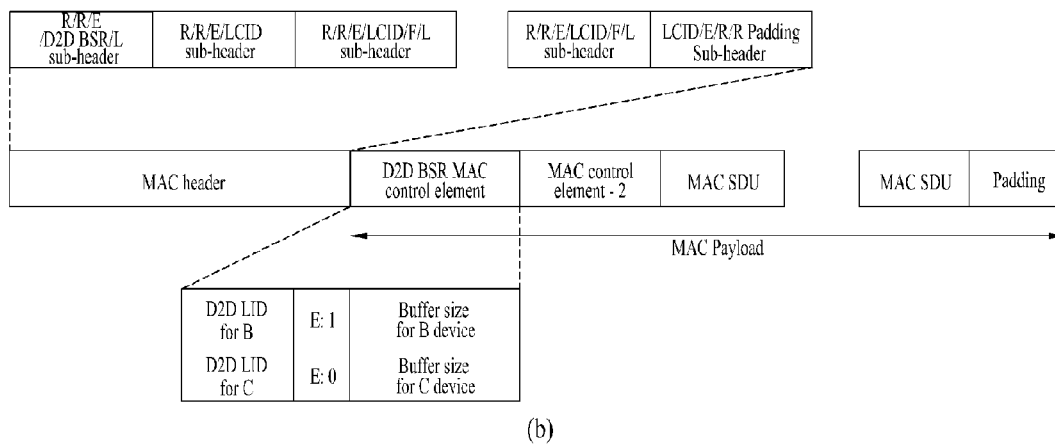 R/R/E
/D2D BSR/L
sub-header
R/R/E/LCID
sub-header
R/R/E/LCID/F/L
sub-header
R/R/E/LCID/F/L
sub-header
LCID/E/R/R Padding
Sub-header
MAC header
D2D BSR MAC
control element
MAC control
element - 2
MAC SDU
MAC SDU
Padding
MAC Payload
D2D LID
for B
E: 1
Buffer size
for B device
D2D LID
for C
E: 0
Buffer size
for C device
(b)